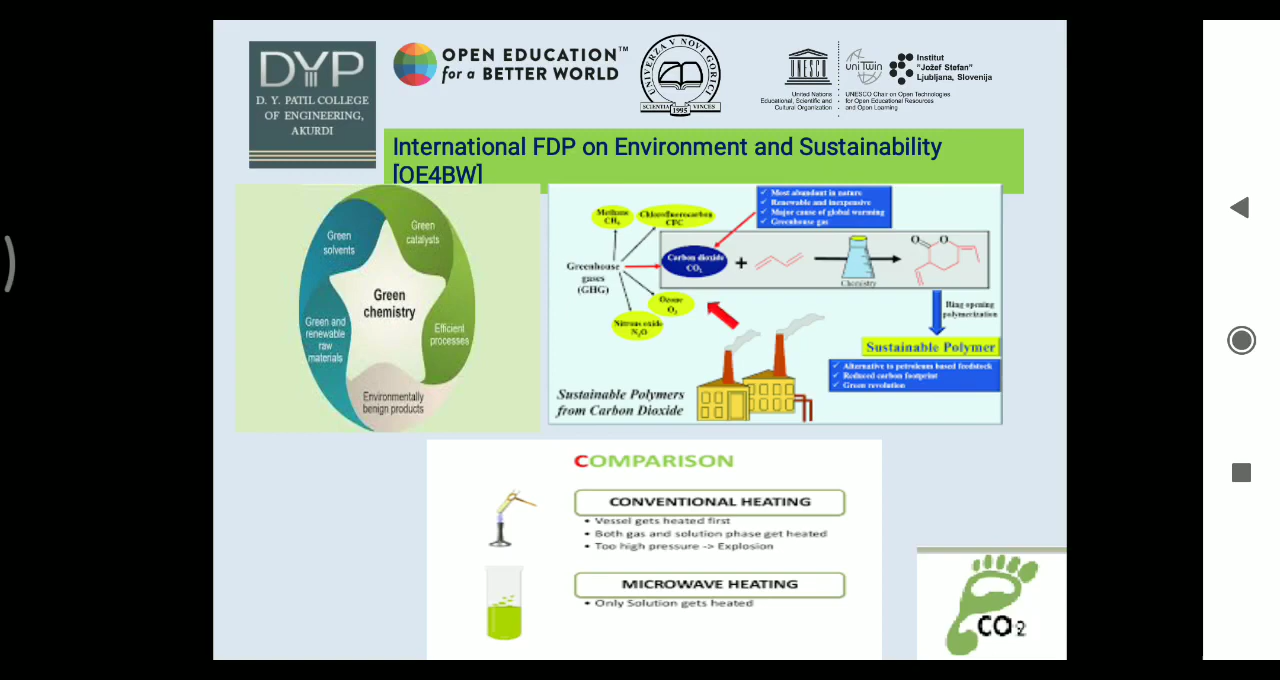 DYP
D. Y. PATIL COLLEGE
OF ENGINEERING,
AKURDI
OPEN EDUCATION™
for a BETTER WORLD
UNIVERZA V NOVI GORICI
SCIENTIA VINCES
1995
UNESCO
United Nations
Educational, Scientific and
Cultural Organization
uniTwin
Institut
"Jožef Stefan"
Ljubljana, Slovenija
UNESCO Chair on Open Technologies
for Open Educational Resources
and Open Learning
International FDP on Environment and Sustainability
[OE4BW]
Green
solvents
Green
catalysts
Green
chemistry
Green and
renewable
raw
materials
Efficient
processes
Environmentally
benign products
Methane
CH4
Chlorofluorocarbon
CFC
✓ Most abundant in nature
✓ Renewable and inexpensive
✓ Major cause of global warming
✓ Greenhouse gas
Greenhouse
gases
(GHG)
Carbon dioxide
CO2
+
Chemistry
O
O
Ozone
O3
Nitrous oxide
N2O
Ring opening
polymerization
Sustainable Polymer
✓ Alternative to petroleum based feedstock
✓ Reduced carbon footprint
✓ Green revolution
Sustainable Polymers
from Carbon Dioxide
COMPARISON
CONVENTIONAL HEATING
• Vessel gets heated first
• Both gas and solution phase get heated
• Too high pressure -> Explosion
MICROWAVE HEATING
• Only Solution gets heated
CO2